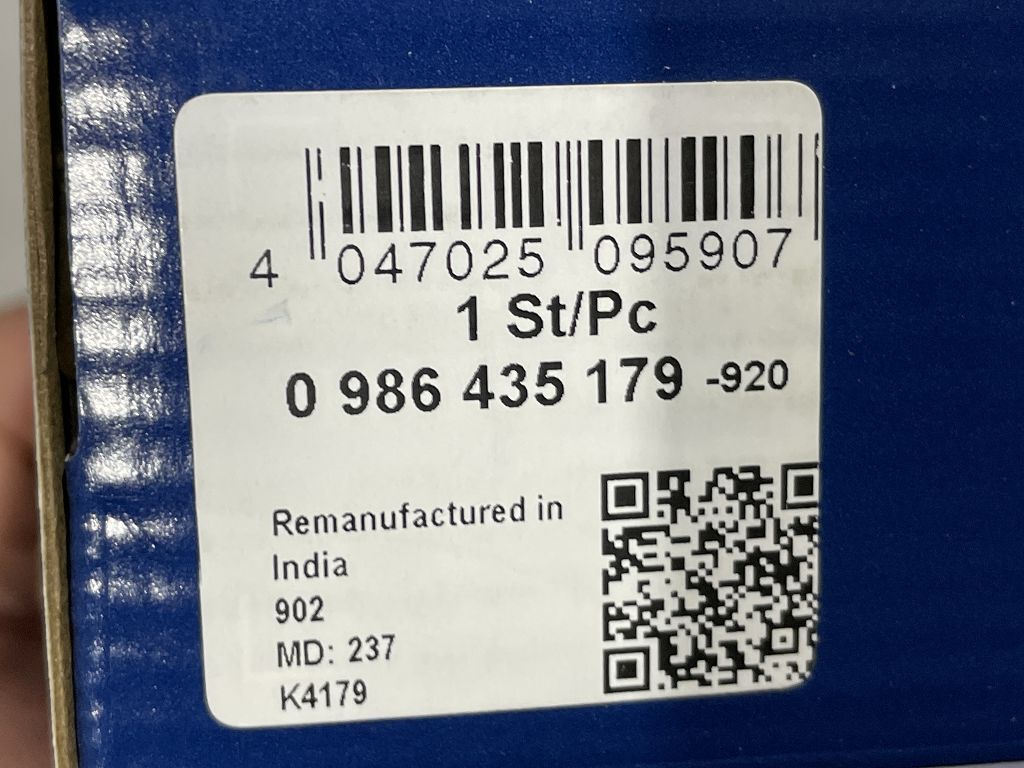 4 047025 095907
1 St/Pc
0 986 435 179 -920
Remanufactured in
India
902
MD: 237
K4179